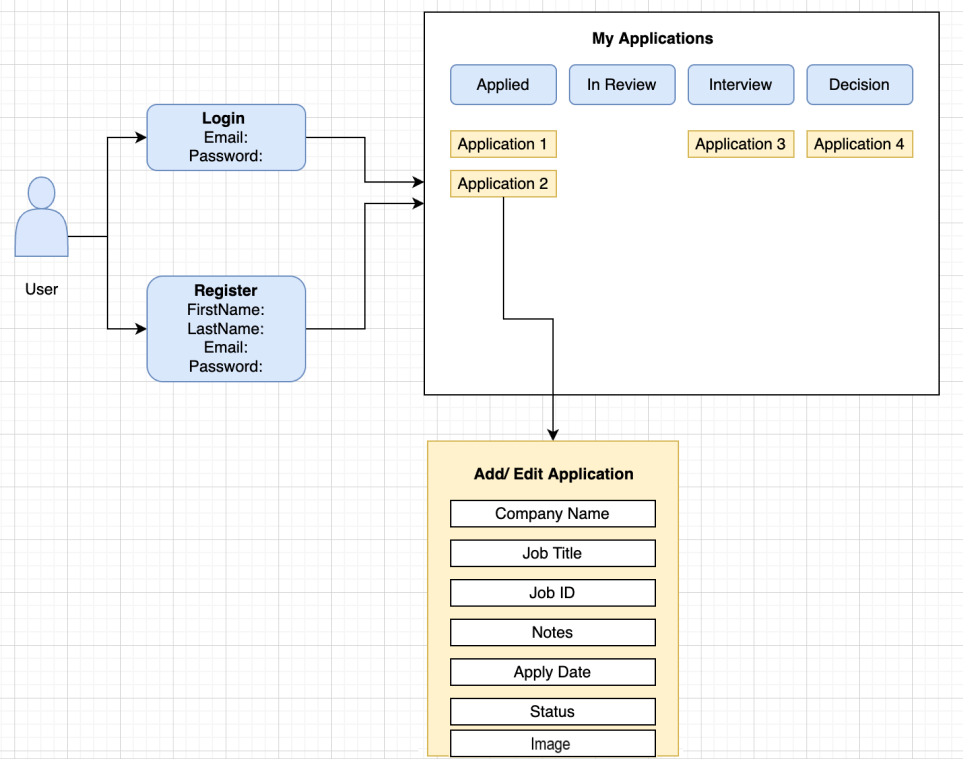 My Applications
Applied
In Review
Interview
Decision
Application 1
Application 3
Application 4
Application 2
Login
Email:
Password:
User
Register
FirstName:
LastName:
Email:
Password:
Add/ Edit Application
Company Name
Job Title
Job ID
Notes
Apply Date
Status
Image